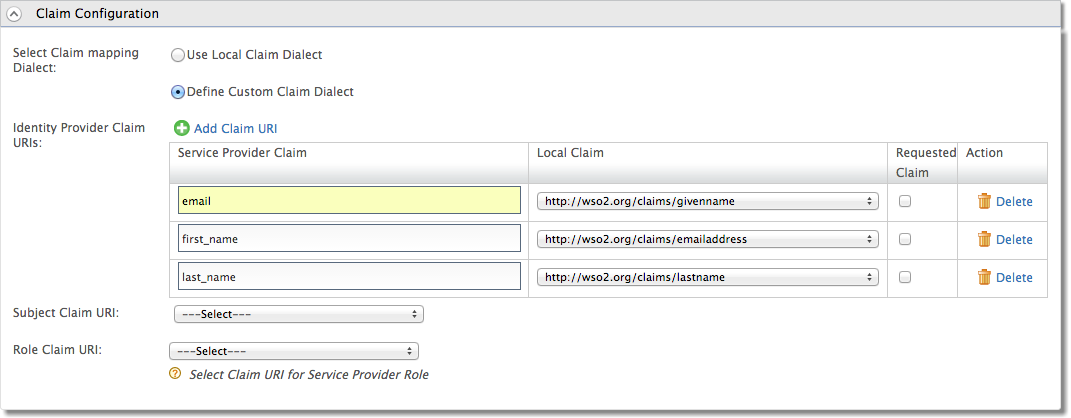 Claim Configuration
Select Claim mapping
Dialect:
Use Local Claim Dialect
Define Custom Claim Dialect
Identity Provider Claim
URIs:
Add Claim URI
Service Provider Claim
Local Claim
Requested
Claim
Action
email
http://wso2.org/claims/givenname
Delete
first_name
http://wso2.org/claims/emailaddress
Delete
last_name
http://wso2.org/claims/lastname
Delete
Subject Claim URI:
---Select---
Role Claim URI:
---Select---
? Select Claim URI for Service Provider Role